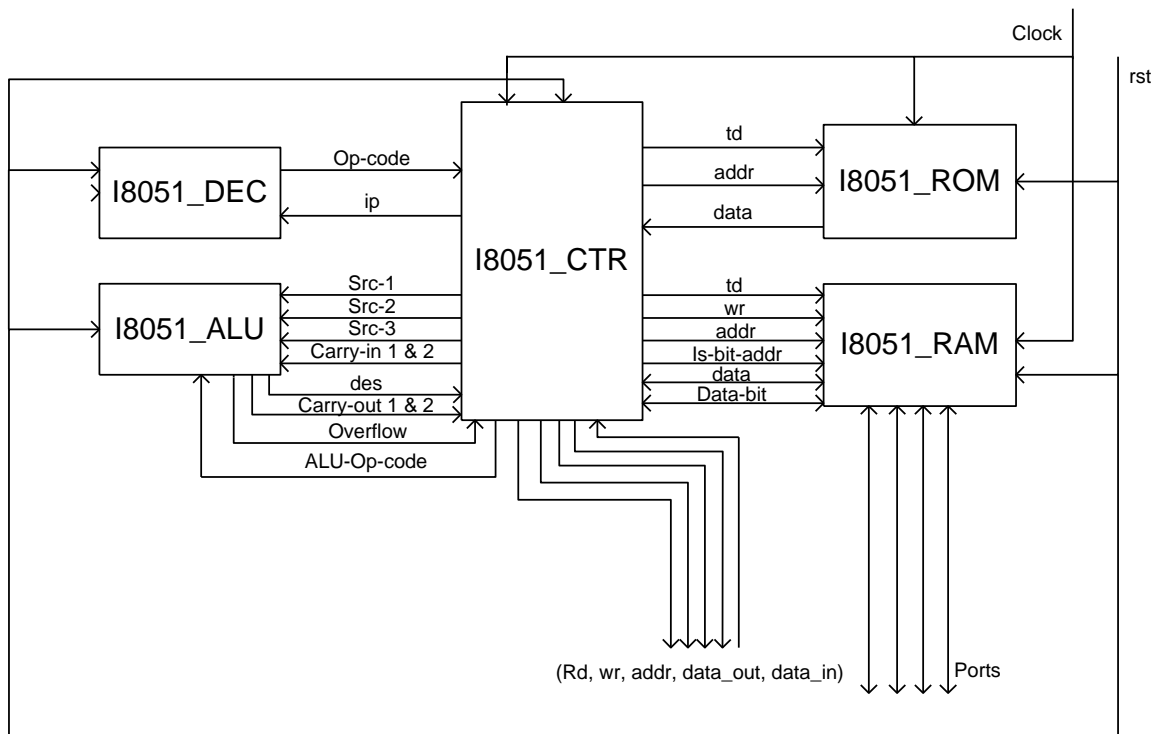 Clock
rst
I8051_DEC
Op-code
ip
I8051_CTR
td
addr
data
I8051_ROM
I8051_ALU
Src-1
Src-2
Src-3
Carry-in 1 & 2
des
Carry-out 1 & 2
Overflow
ALU-Op-code
td
wr
addr
Is-bit-addr
data
Data-bit
I8051_RAM
(Rd, wr, addr, data_out, data_in)
Ports